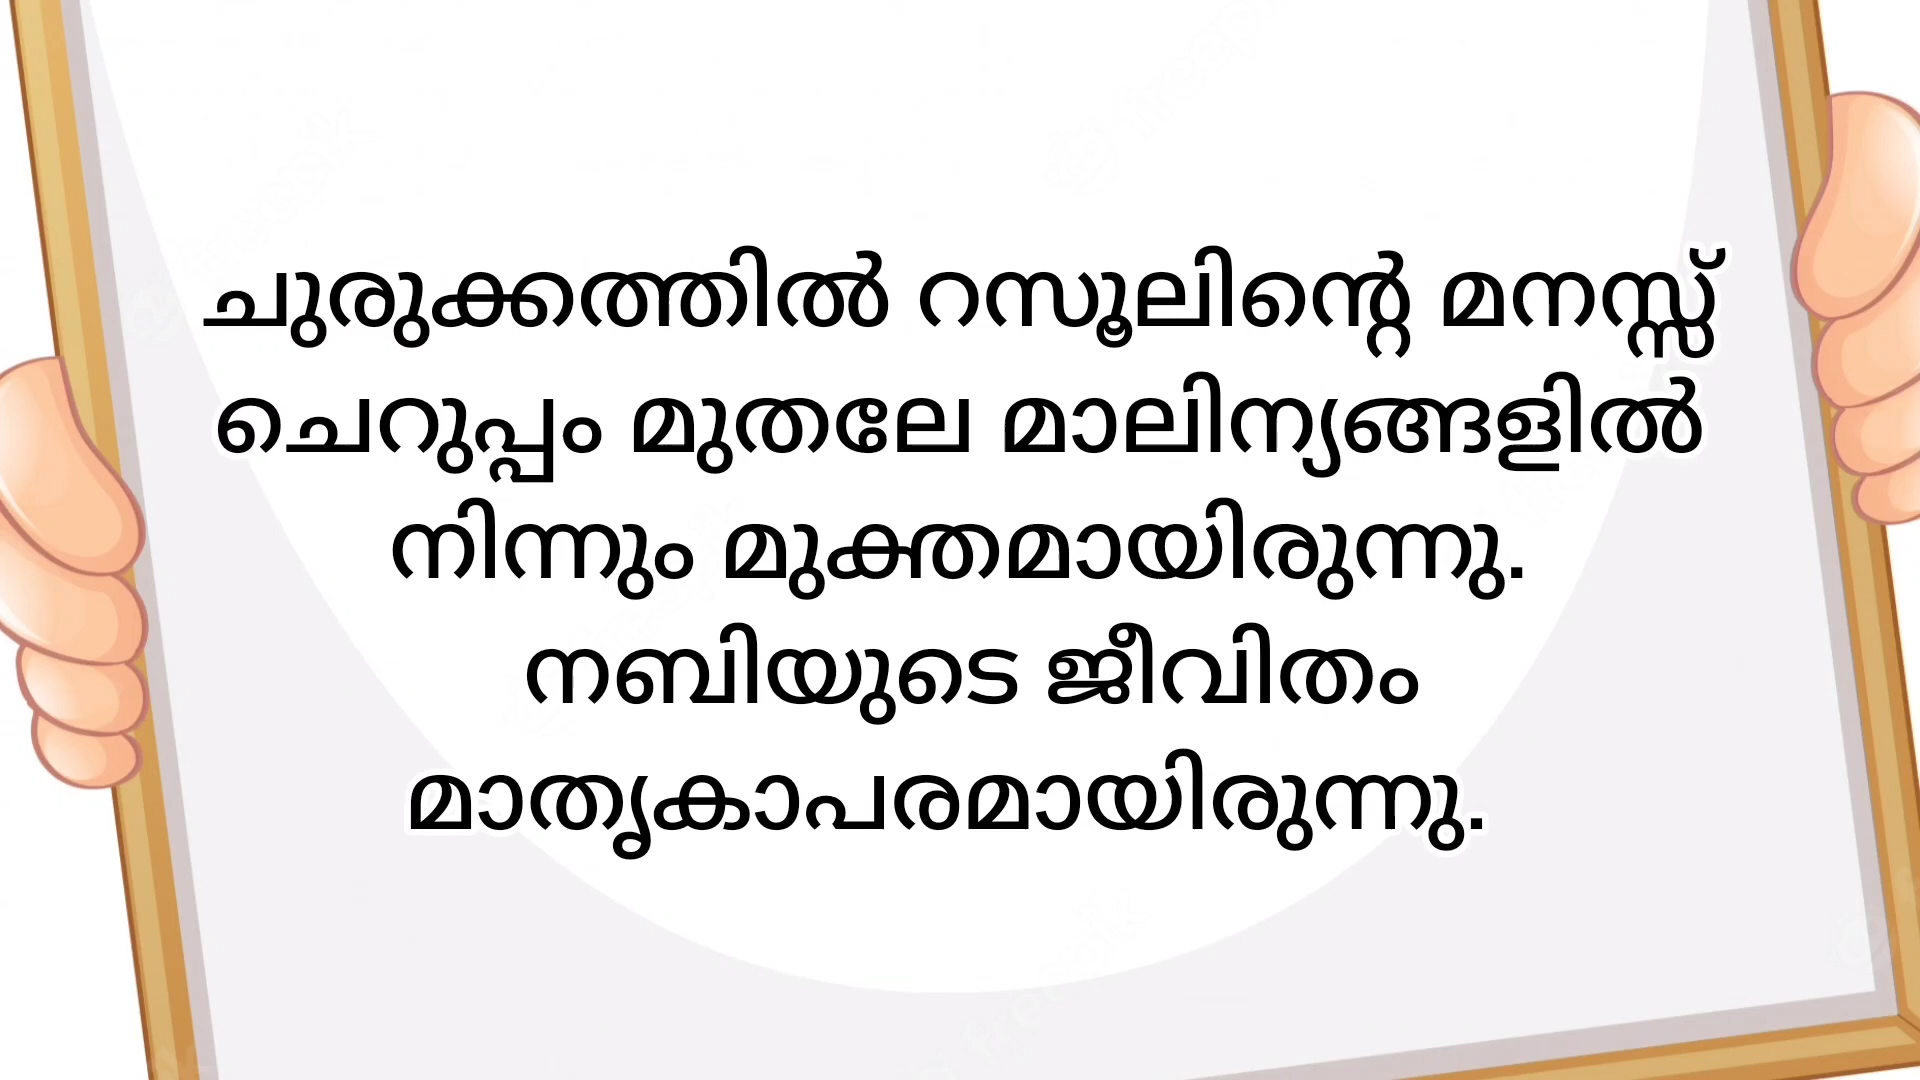 ചുരുക്കത്തിൽ റസൂലിന്റെ മനസ്സ്
ചെറുപ്പം മുതലേ മാലിന്യങ്ങളിൽ
നിന്നും മുക്തമായിരുന്നു.
നബിയുടെ ജീവിതം
മാതൃകാപരമായിരുന്നു.